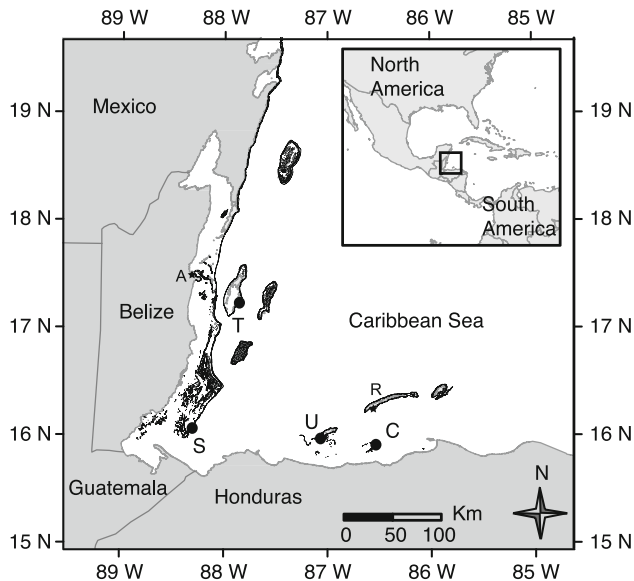 89 W 88 W 87 W 86 W 85 W
19 N 19 N
Mexico
North
America
18 N 18 N
South
America
A
Belize
T
17 N 17 N
Caribbean Sea
R
U
C
S
16 N 16 N
Guatemala
Honduras
N
Km
0 50 100
15 N 15 N
89 W 88 W 87 W 86 W 85 W